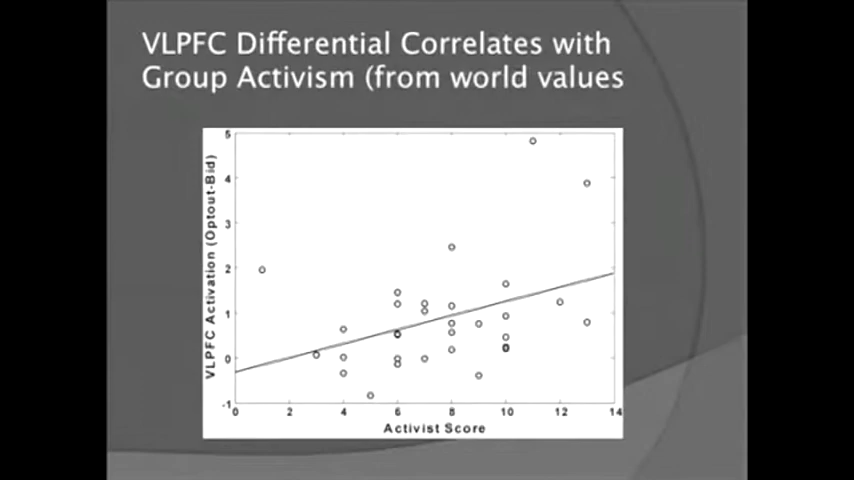 VLPFC Differential Correlates with
Group Activism (from world values
VLPFC Activation (Optout-Bid)
5
4
3
2
1
0
-1
0 2 4 6 8 10 12 14
Activist Score